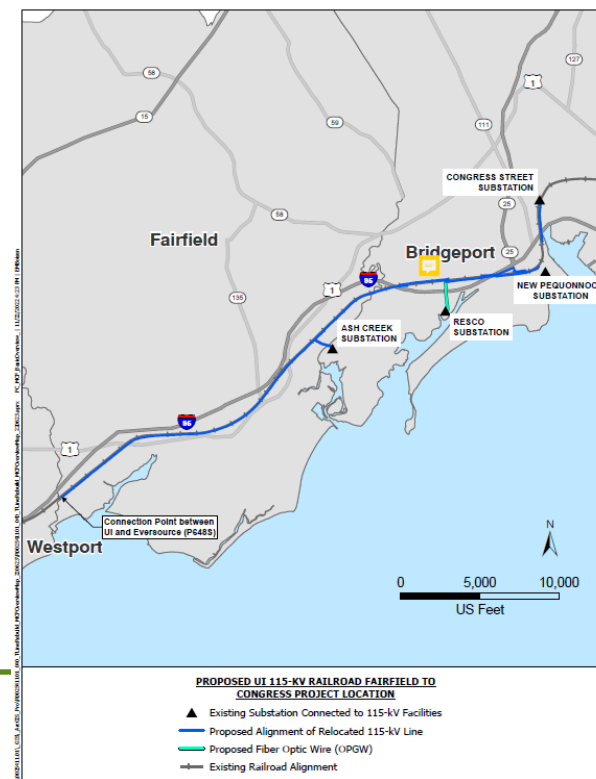 58
127
1
15
59
111
CONGRESS STREET
SUBSTATION
25
58
Fairfield
25
Bridgeport
95
1
NEW PEQUONNOC
SUBSTATION
135
ASH CREEK
SUBSTATION
RESCO
SUBSTATION
95
1
N
Connection Point between
UI and Eversource (P648S)
Westport
0 5,000 10,000
US Feet
PROPOSED UI 115-KV RAILROAD FAIRFIELD TO
CONGRESS PROJECT LOCATION
Existing Substation Connected to 115-kV Facilities
Proposed Alignment of Relocated 115-kV Line
Proposed Fiber Optic Wire (OPGW)
Existing Railroad Alignment